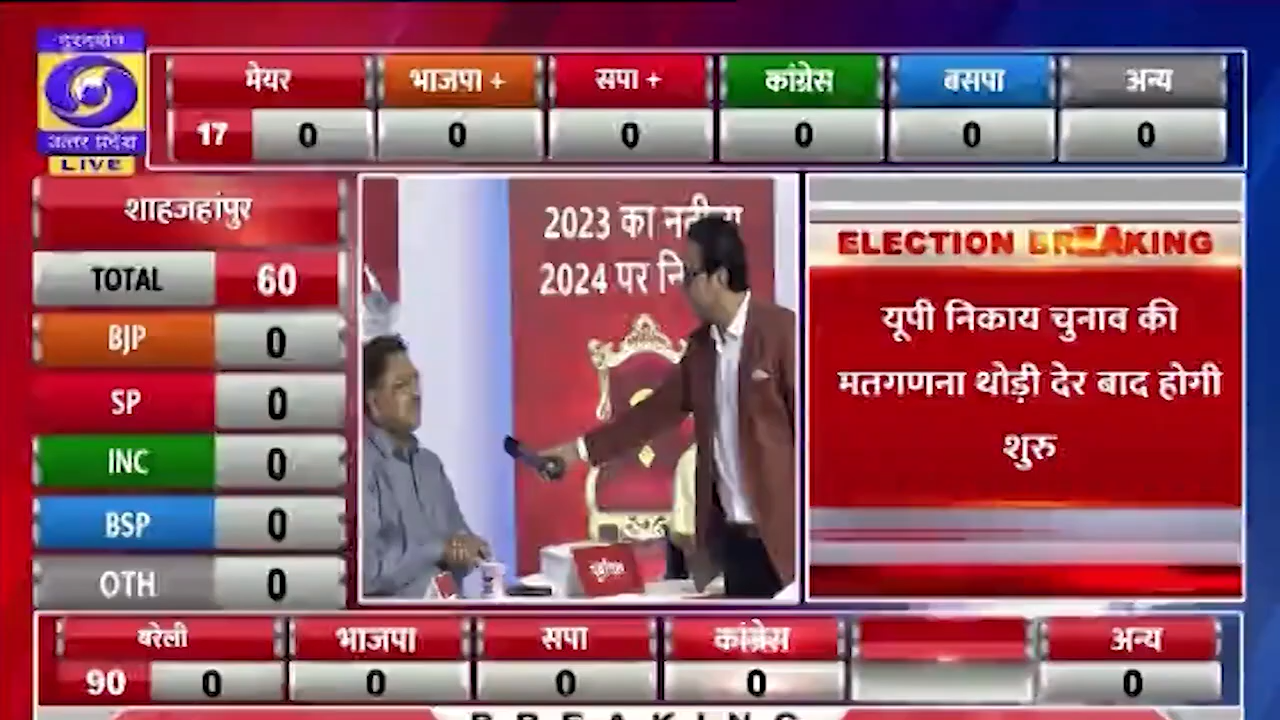 दूरदर्शन
उत्तर प्रदेश
LIVE
मेयर भाजपा + सपा + कांग्रेस बसपा अन्य
17 0 0 0 0 0 0
शाहजहांपुर
TOTAL 60
BJP 0
SP 0
INC 0
BSP 0
OTH 0
2023 का
2024 पर
ELECTION BREAKING
यूपी निकाय चुनाव की
मतगणना थोड़ी देर बाद होगी
शुरु
बरेली भाजपा सपा कांग्रेस अन्य
90 0 0 0 0 0
BREAKING